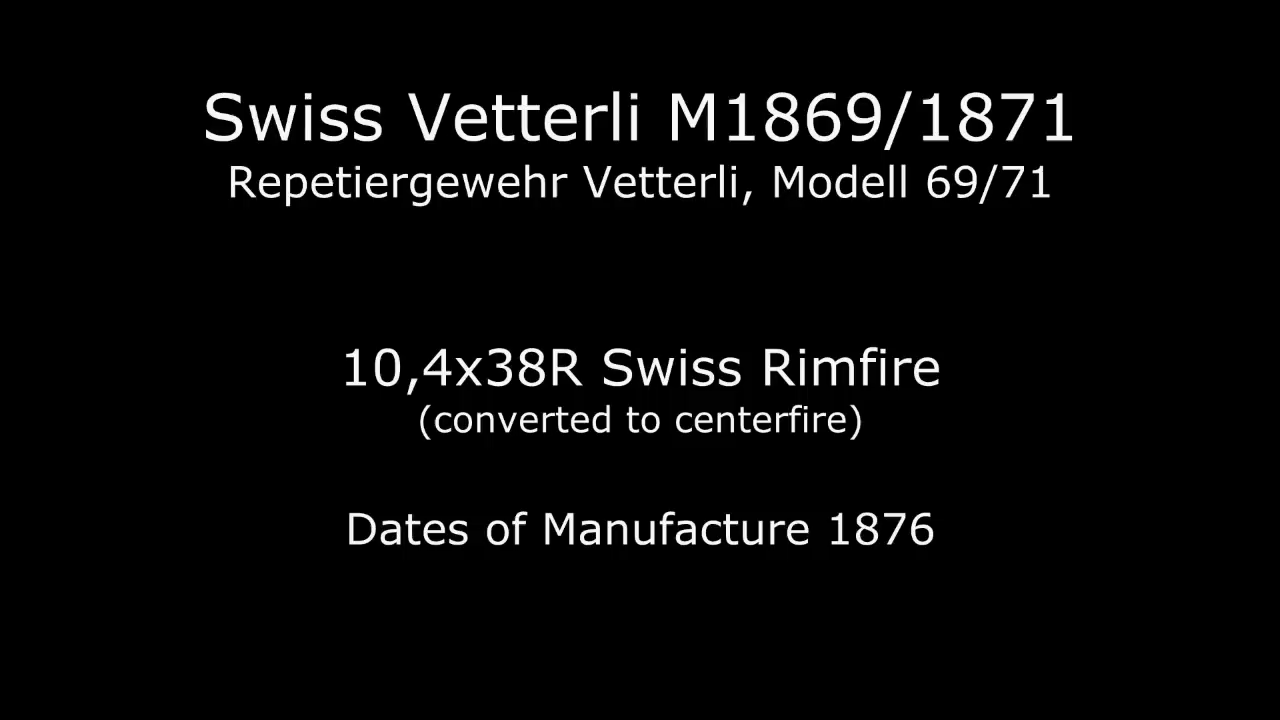 Swiss Vetterli M1869/1871
Repetiergewehr Vetterli, Modell 69/71
10,4x38R Swiss Rimfire
(converted to centerfire)
Dates of Manufacture 1876